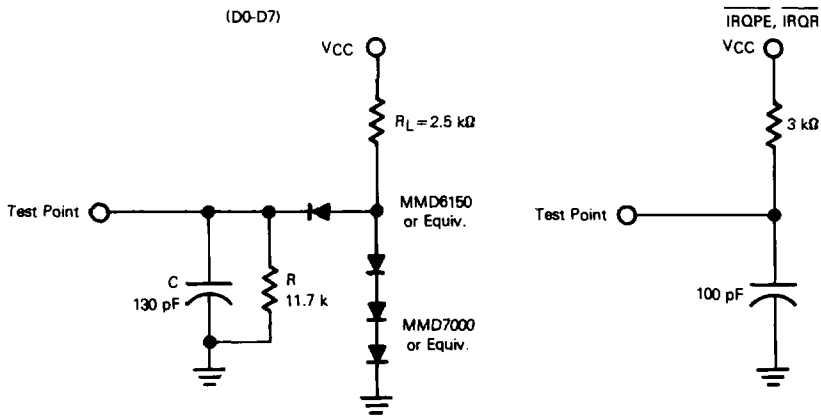 (D0-D7)
VCC
RL = 2.5 kΩ
Test Point
MMD6150
or Equiv.
C
130 pF
R
11.7 k
MMD7000
or Equiv.
IRQPE, IRQR
VCC
3 kΩ
Test Point
100 pF